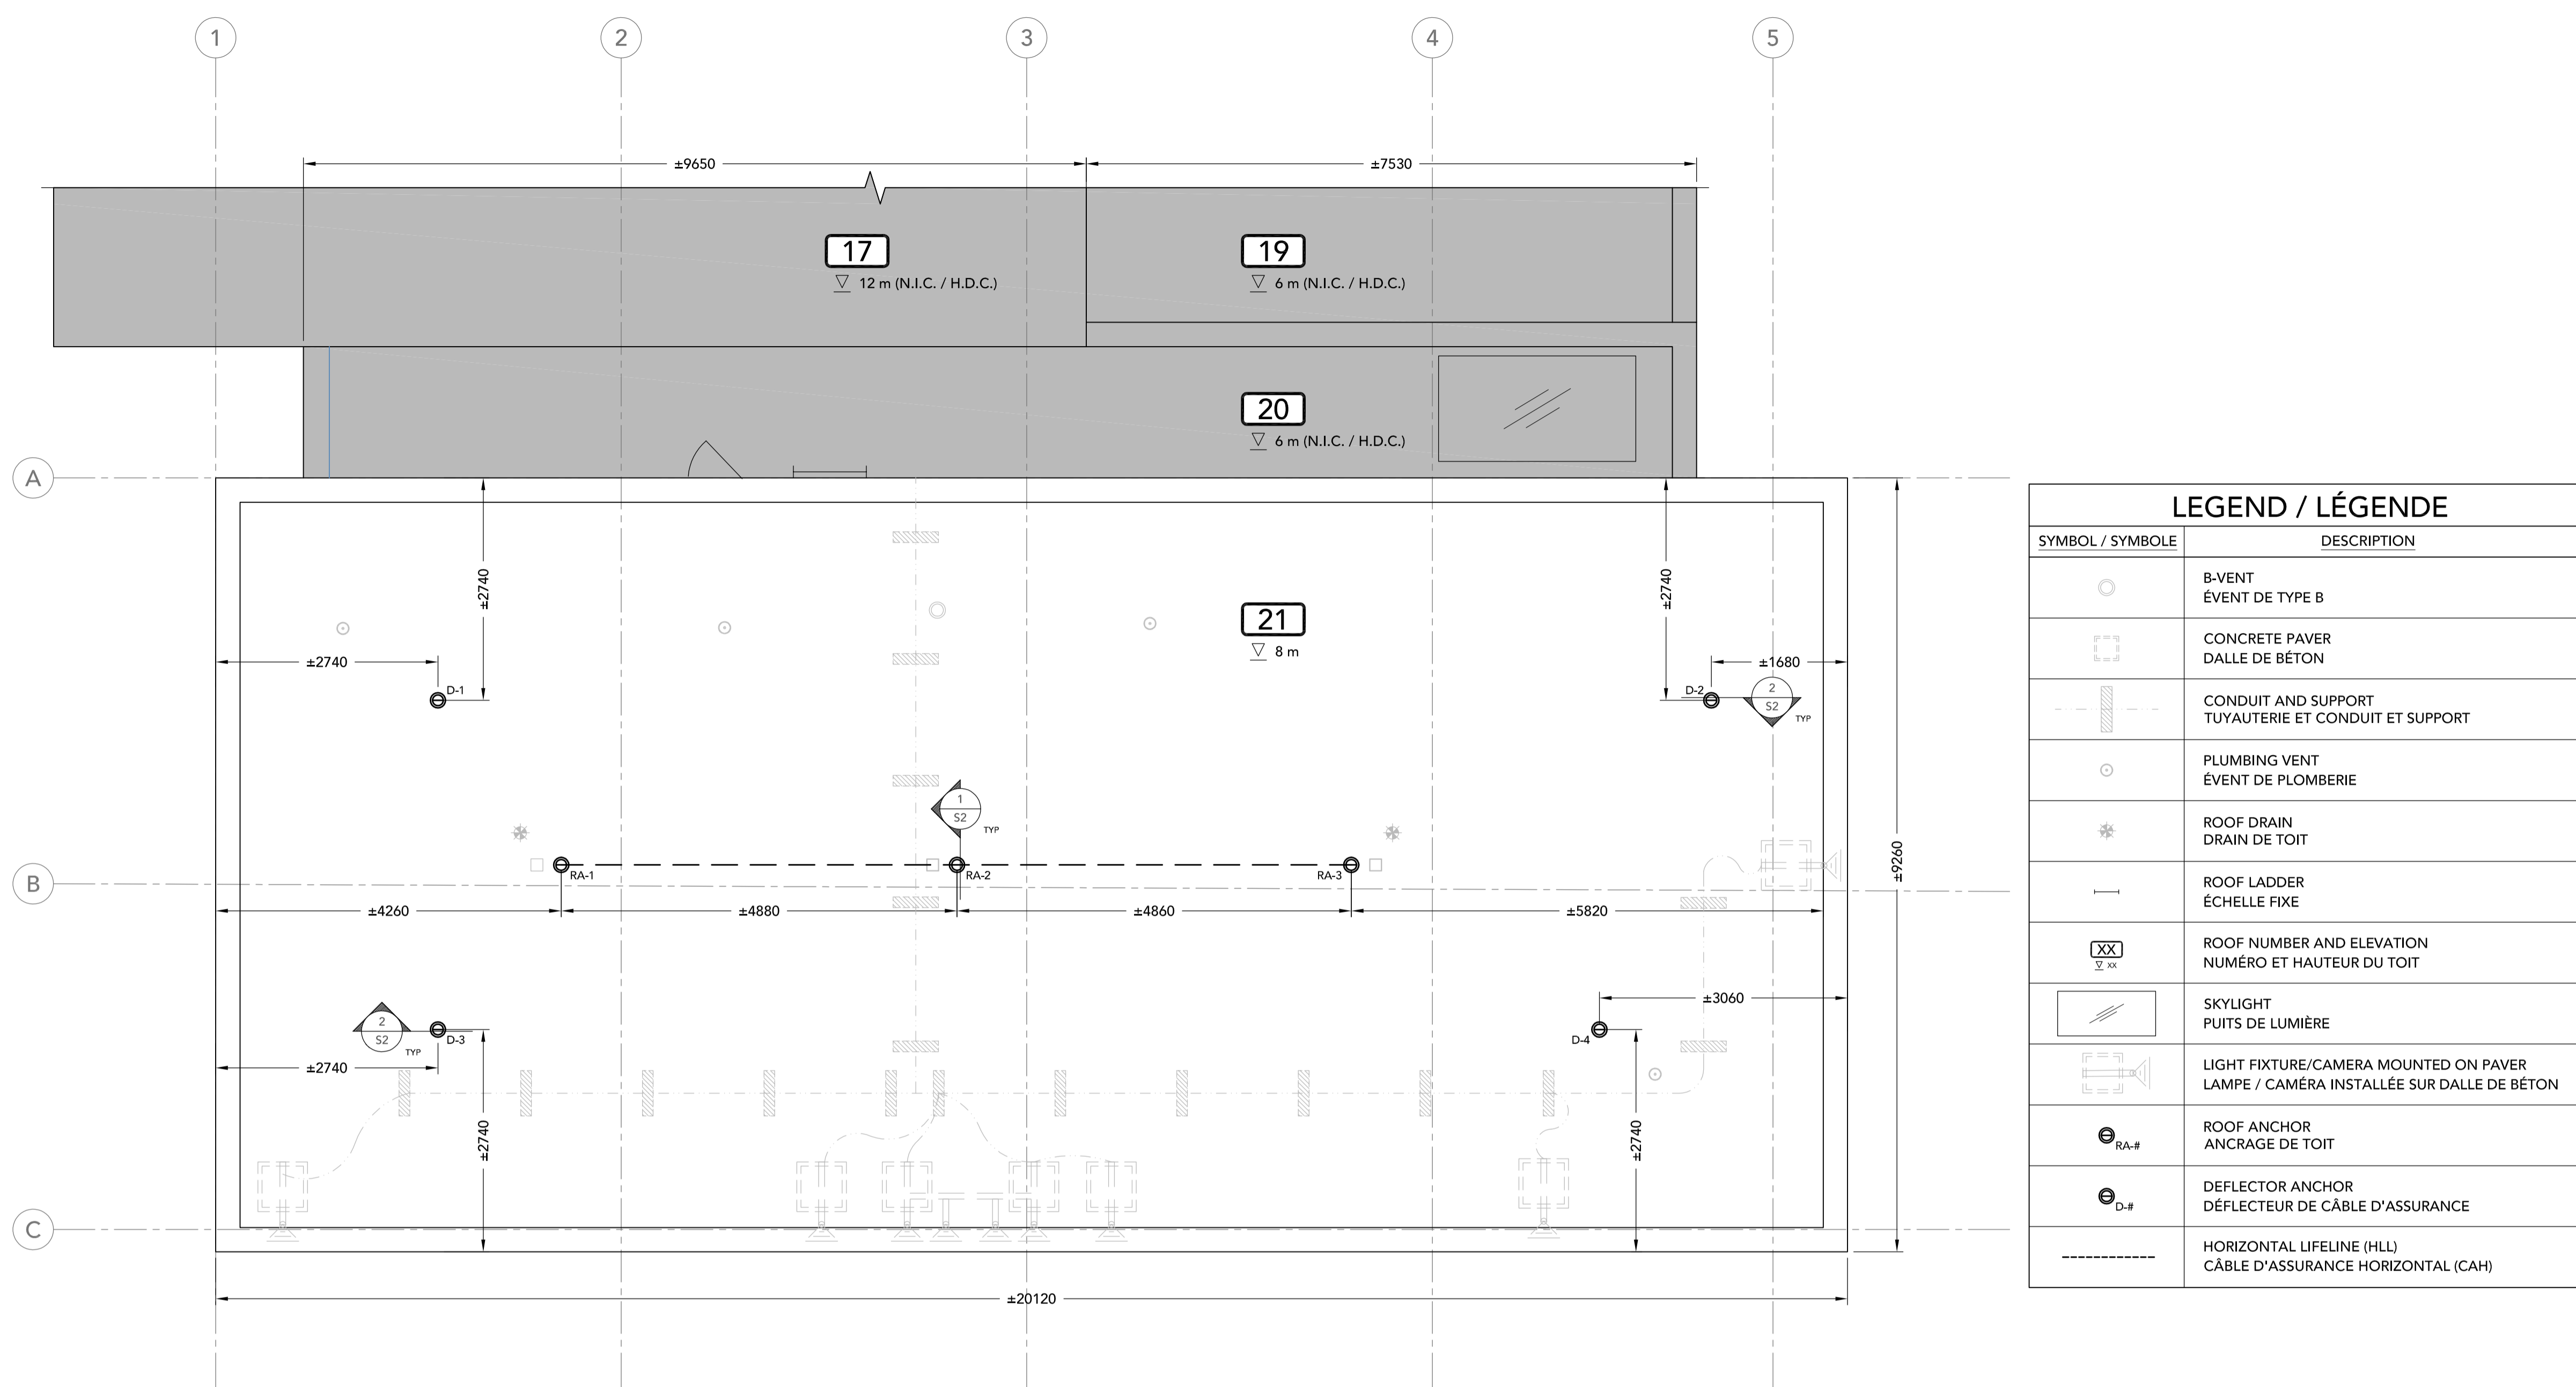 1
2
3
4
5
±9650
±7530
17
12 m (N.I.C. / H.D.C.)
19
6 m (N.I.C. / H.D.C.)
20
6 m (N.I.C. / H.D.C.)
A
±2740
±2740
21
8 m
±2740
±1680
D-1
D-2
2
S2
TYP
1
S2
TYP
±9260
RA-1
RA-2
RA-3
B
±4260
±4880
±4860
±5820
±3060
2
S2
TYP
D-3
D-4
±2740
±2740
±2740
C
±20120
LEGEND / LÉGENDE
SYMBOL / SYMBOLE
DESCRIPTION
B-VENT
ÉVENT DE TYPE B
CONCRETE PAVER
DALLE DE BÉTON
CONDUIT AND SUPPORT
TUYAUTERIE ET CONDUIT ET SUPPORT
PLUMBING VENT
ÉVENT DE PLOMBERIE
ROOF DRAIN
DRAIN DE TOIT
ROOF LADDER
ÉCHELLE FIXE
XX
XX
ROOF NUMBER AND ELEVATION
NUMÉRO ET HAUTEUR DU TOIT
SKYLIGHT
PUITS DE LUMIÈRE
LIGHT FIXTURE/CAMERA MOUNTED ON PAVER
LAMPE / CAMÉRA INSTALLÉE SUR DALLE DE BÉTON
RA-#
ROOF ANCHOR
ANCRAGE DE TOIT
D-#
DEFLECTOR ANCHOR
DÉFLECTEUR DE CÂBLE D'ASSURANCE
HORIZONTAL LIFELINE (HLL)
CÂBLE D'ASSURANCE HORIZONTAL (CAH)